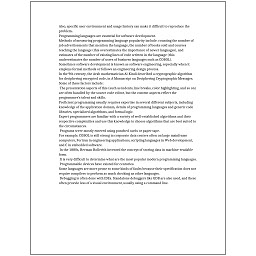 Also, specific user environment and usage history can make it difficult to reproduce the
problem.
Programming languages are essential for software development.
Methods of measuring programming language popularity include: counting the number of
job advertisements that mention the language, the number of books sold and courses
teaching the language (this overestimates the importance of newer languages), and
estimates of the number of existing lines of code written in the language (this
underestimates the number of users of business languages such as COBOL).
Sometimes software development is known as software engineering, especially when it
employs formal methods or follows an engineering design process.
In the 9th century, the Arab mathematician Al-Kindi described a cryptographic algorithm
for deciphering encrypted code, in A Manuscript on Deciphering Cryptographic Messages.
Some of these factors include:
The presentation aspects of this (such as indents, line breaks, color highlighting, and so on)
are often handled by the source code editor, but the content aspects reflect the
programmer's talent and skills.
Proficient programming usually requires expertise in several different subjects, including
knowledge of the application domain, details of programming languages and generic code
libraries, specialized algorithms, and formal logic.
Expert programmers are familiar with a variety of well-established algorithms and their
respective complexities and use this knowledge to choose algorithms that are best suited
to the circumstances.
Programs were mostly entered using punched cards or paper tape.
For example, COBOL is still strong in corporate data centers often on large mainframe
computers, Fortran in engineering applications, scripting languages in Web development,
and C in embedded software.
In the 1880s, Herman Hollerith invented the concept of storing data in machine-readable
form.
It is very difficult to determine what are the most popular modern programming languages.
Programmable devices have existed for centuries.
Some languages are more prone to some kinds of faults because their specification does not
require compilers to perform as much checking as other languages.
Debugging is often done with IDEs. Standalone debuggers like GDB are also used, and these
often provide less of a visual environment, usually using a command line.